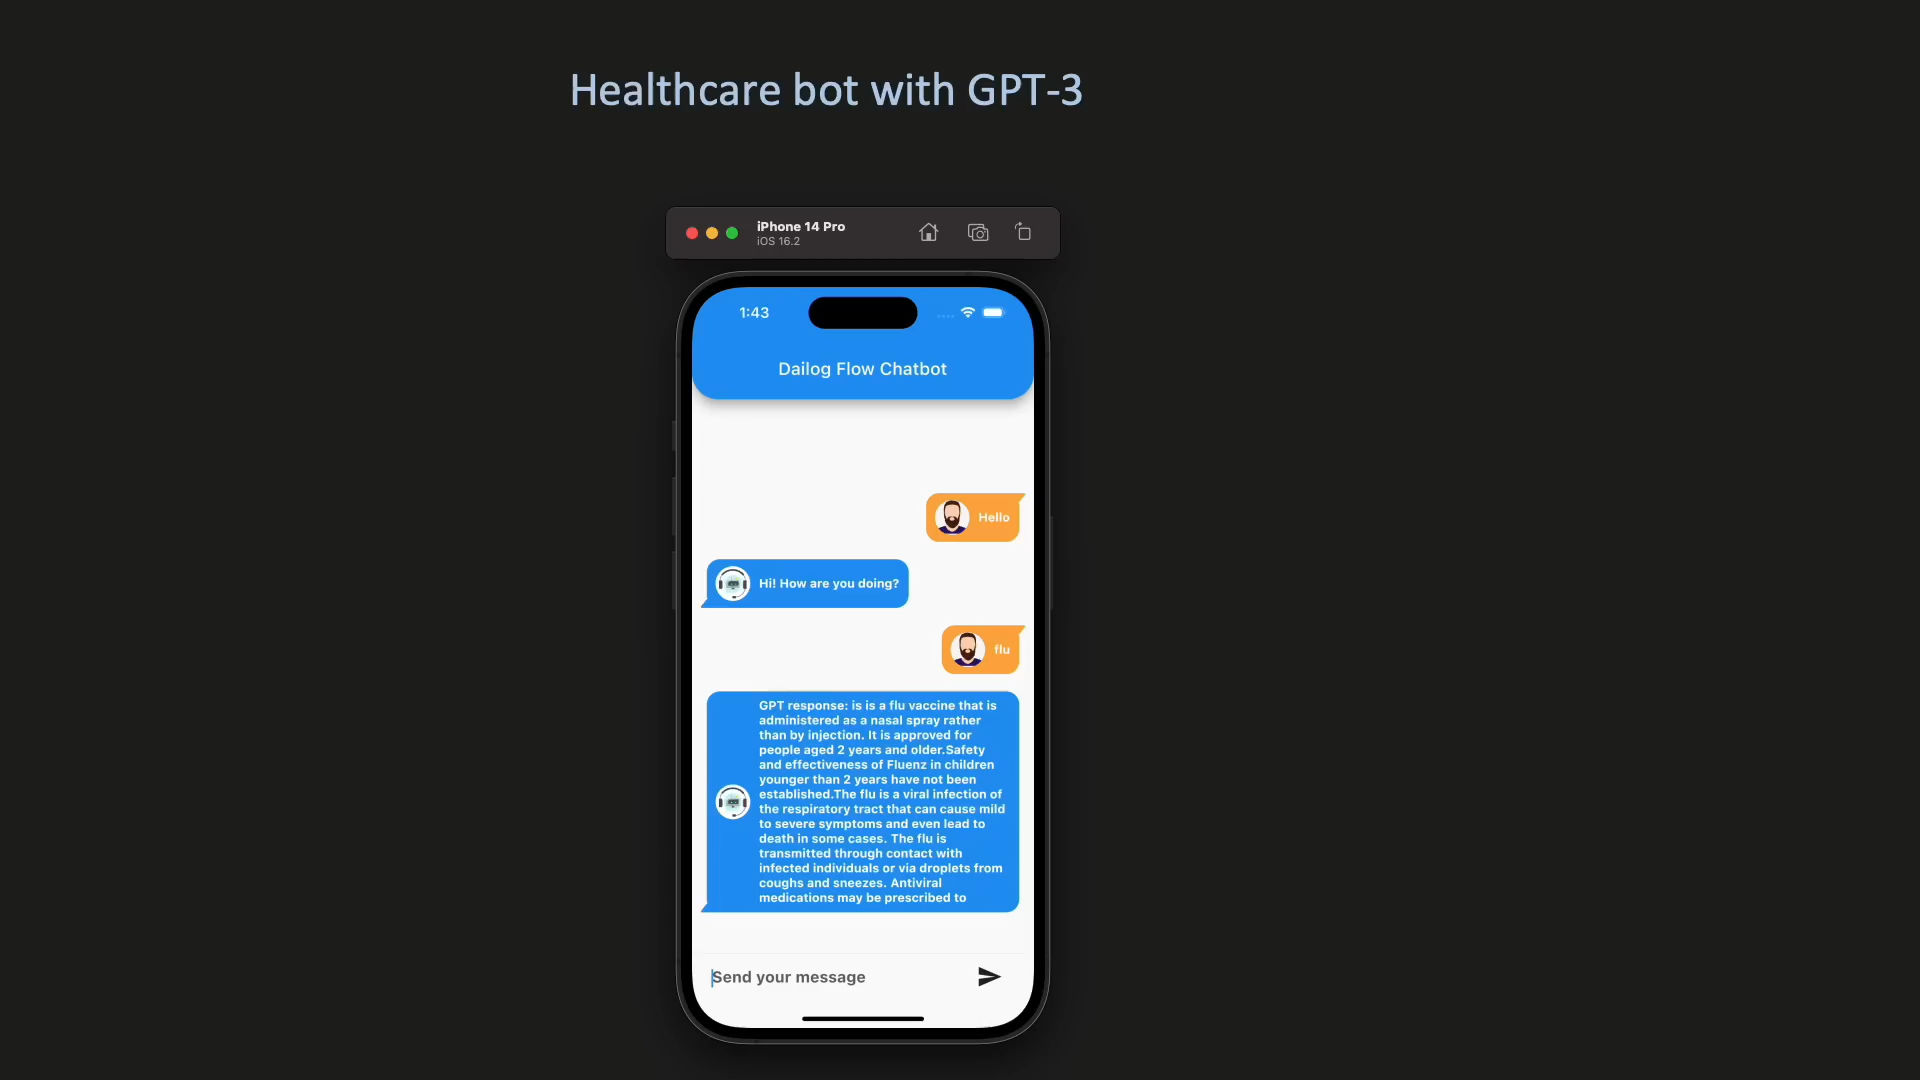 Healthcare bot with GPT-3
iPhone 14 Pro
iOS 16.2
1:43
Dailog Flow Chatbot
Hello
Hi! How are you doing?
flu
GPT response: is is a flu vaccine that is
administered as a nasal spray rather
than by injection. It is approved for
people aged 2 years and older.Safety
and effectiveness of Fluenz in children
younger than 2 years have not been
established.The flu is a viral infection of
the respiratory tract that can cause mild
to severe symptoms and even lead to
death in some cases. The flu is
transmitted through contact with
infected individuals or via droplets from
coughs and sneezes. Antiviral
medications may be prescribed to
Send your message